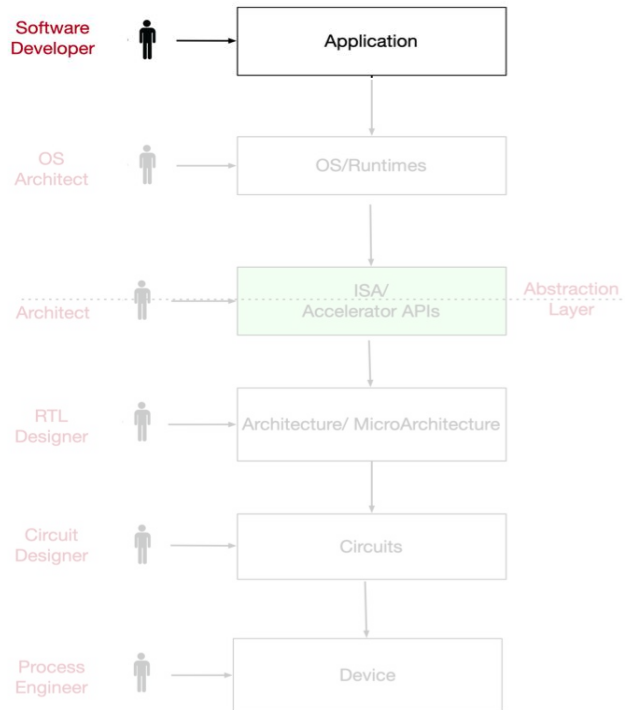 Software
Developer
Application
OS
Architect
OS/Runtimes
ISA/
Accelerator APIs
Abstraction
Layer
Architect
RTL
Designer
Architecture/ MicroArchitecture
Circuit
Designer
Circuits
Process
Engineer
Device